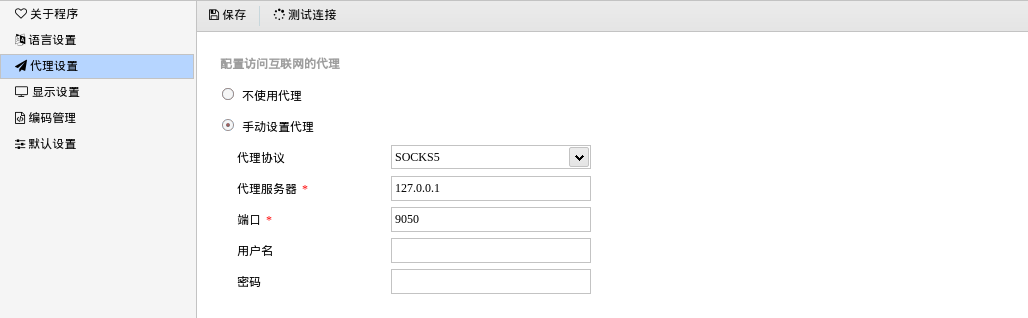 关于程序
语言设置
代理设置
显示设置
编码管理
默认设置
保存 测试连接
配置访问互联网的代理
不使用代理
手动设置代理
代理协议 SOCKS5
代理服务器 * 127.0.0.1
端口 * 9050
用户名
密码